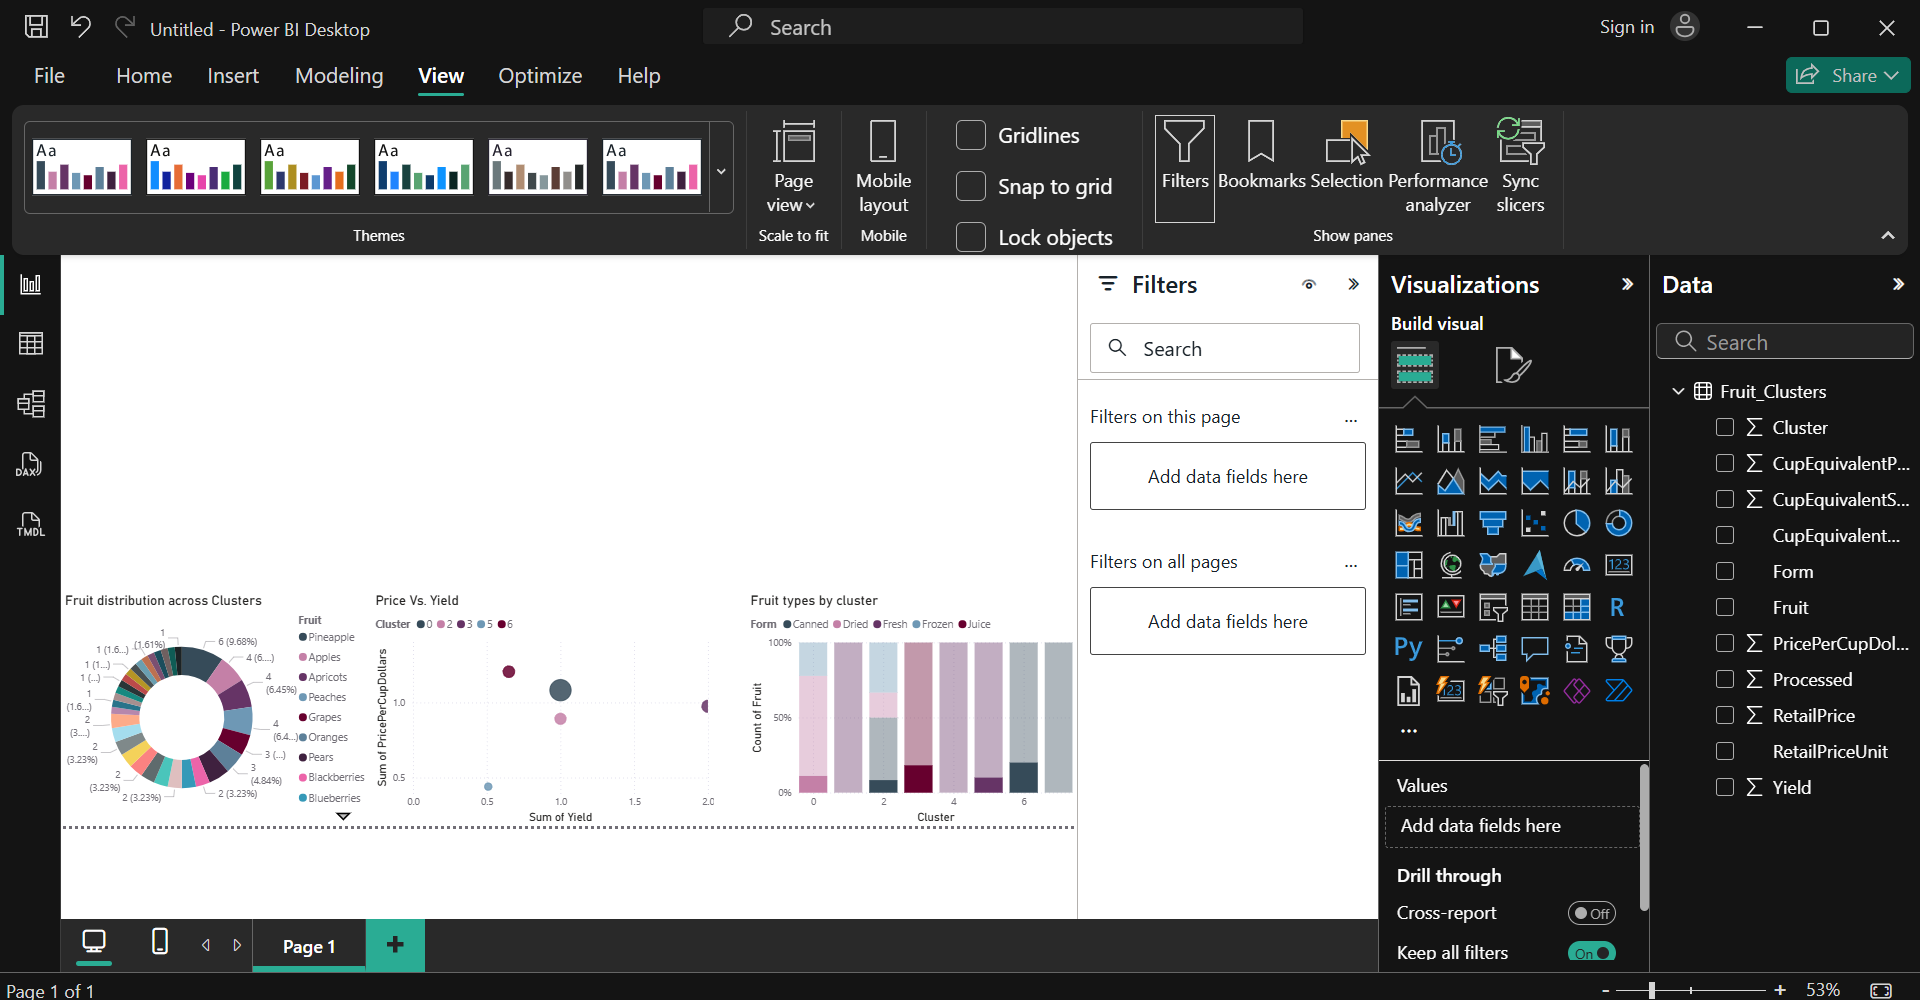 Untitled - Power BI Desktop
Search
Sign in
File
Home
Insert
Modeling
View
Optimize
Help
Share
Aa
Aa
Aa
Aa
Aa
Aa
Themes
Page
view
Scale to fit
Mobile
layout
Mobile
Gridlines
Snap to grid
Lock objects
Filters
Bookmarks
Selection
Performance
analyzer
Sync
slicers
Show panes
DAX
TMDL
Fruit distribution across Clusters
1
1 (1.6...)
(1.61%)
1 (1...)
1 (...)
1
(1.6...)
2
(3....)
2
(3.23%)
2
(3.23%)
2 (3.23%)
6 (9.68%)
4 (6....)
4
(6.45%)
4
(6.4...)
3 (...)
3
(4.84%)
2 (3.23%)
Fruit
Pineapple
Apples
Apricots
Peaches
Grapes
Oranges
Pears
Blackberries
Blueberries
Price Vs. Yield
Cluster 0 2 3 5 6
Sum of PricePerCupDollars
1.0
0.5
0.0 0.5 1.0 1.5 2.0
Sum of Yield
Fruit types by cluster
Form Canned Dried Fresh Frozen Juice
Count of Fruit
100%
50%
0%
0 2 4 6
Cluster
Filters
Search
Filters on this page
...
Add data fields here
Filters on all pages
...
Add data fields here
Visualizations
Build visual
123
R
Py
123
...
Values
Add data fields here
Drill through
Cross-report
Off
Keep all filters
On
Data
Search
Fruit_Clusters
Cluster
CupEquivalentP...
CupEquivalentS...
CupEquivalent...
Form
Fruit
PricePerCupDol...
Processed
RetailPrice
RetailPriceUnit
Yield
Page 1
+
Page 1 of 1
-
+
53%